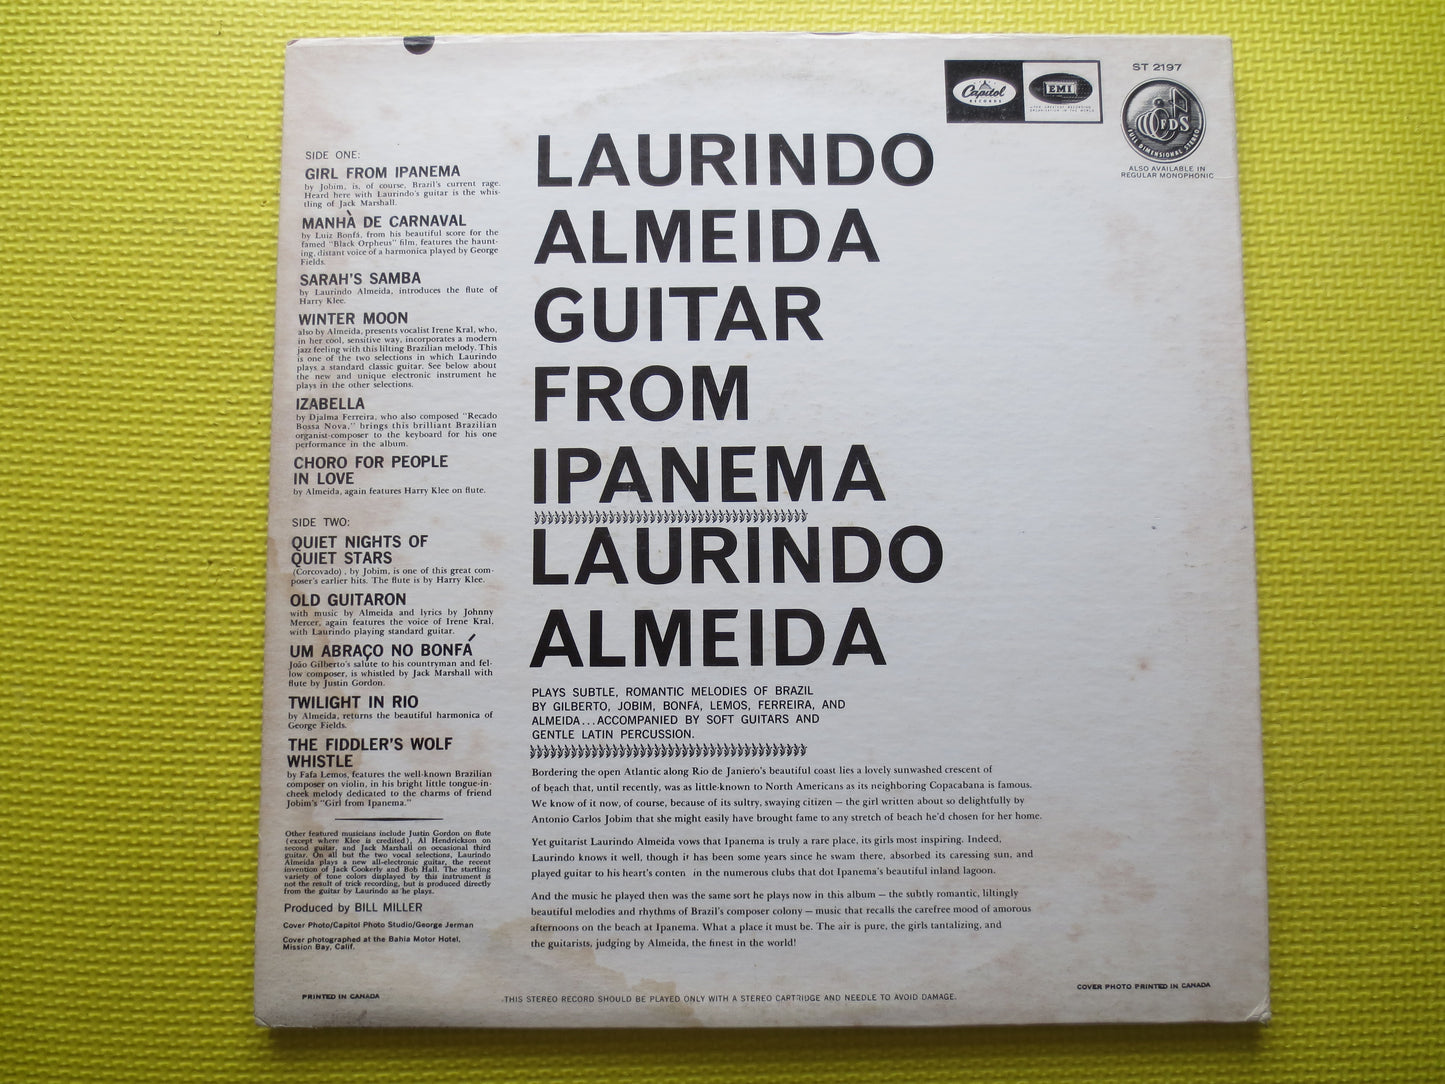 SIDE ONE:
GIRL FROM IPANEMA
by Jobim, is, of course, Brazil's current rage.
Heard here with Laurindo's guitar is the whis-
tling of Jack Marshall.
MANHÀ DE CARNAVAL
by Luiz Bonfá, from his beautiful score for the
famed "Black Orpheus" film, features the haunt-
ing, distant voice of a harmonica played by George
Fields.
SARAH'S SAMBA
by Laurindo Almeida, introduces the flute of
Harry Klee.
WINTER MOON
also by Almeida, presents vocalist Irene Kral, who,
in her cool, sensitive way, incorporates a modern
jazz feeling with this lilting Brazilian melody. This
is one of the two selections in which Laurindo
plays a standard classic guitar. See below about
the new and unique electronic instrument he
plays in the other selections.
IZABELLA
by Djalma Ferreira, who also composed "Recado
Bossa Nova," brings this brilliant Brazilian
organist-composer to the keyboard for his one
performance in the album.
CHORO FOR PEOPLE
IN LOVE
by Almeida, again features Harry Klee on flute.
SIDE TWO:
QUIET NIGHTS OF
QUIET STARS
(Corcovado), by Jobim, is one of this great com-
poser's earlier hits. The flute is by Harry Klee.
OLD GUITARON
with music by Almeida and lyrics by Johnny
Mercer, again features the voice of Irene Kral,
with Laurindo playing standard guitar.
UM ABRAÇO NO BONFÁ
João Gilberto's salute to his countryman and fel-
low composer, is whistled by Jack Marshall with
flute by Justin Gordon.
TWILIGHT IN RIO
by Almeida, returns the beautiful harmonica of
George Fields.
THE FIDDLER'S WOLF
WHISTLE
by Fafa Lemos, features the well-known Brazilian
composer on violin, in his bright little tongue-in-
cheek melody dedicated to the charms of friend
Jobim's "Girl from Ipanema."
Other featured musicians include Justin Gordon on flute
(except where Klee is credited), Al Hendrickson on
second guitar, and Jack Marshall on occasional third
guitar. On all but the two vocal selections, Laurindo
Almeida plays a new all-electronic guitar, the recent
invention of Jack Cookerly and Bob Hall. The startling
variety of tone colors displayed by this instrument is
not the result of trick recording, but is produced directly
from the guitar by Laurindo as he plays.
Produced by BILL MILLER
Cover Photo/Capitol Photo Studio/George Jerman
Cover photographed at the Bahia Motor Hotel,
Mission Bay, Calif.
PRINTED IN CANADA
Capitol
RECORDS
EMI
THE GREATEST RECORDING
ORGANISATION IN THE WORLD
ST 2197
FDS
FULL DIMENSIONAL STEREO
ALSO AVAILABLE IN
REGULAR MONOPHONIC
LAURINDO
ALMEIDA
GUITAR
FROM
IPANEMA
LAURINDO
ALMEIDA
PLAYS SUBTLE, ROMANTIC MELODIES OF BRAZIL
BY GILBERTO, JOBIM, BONFÁ, LEMOS, FERREIRA, AND
ALMEIDA...ACCOMPANIED BY SOFT GUITARS AND
GENTLE LATIN PERCUSSION.
Bordering the open Atlantic along Rio de Janiero's beautiful coast lies a lovely sunwashed crescent of
of beach that, until recently, was as little-known to North Americans as its neighboring Copacabana is famous.
We know of it now, of course, because of its sultry, swaying citizen — the girl written about so delightfully by
Antonio Carlos Jobim that she might easily have brought fame to any stretch of beach he'd chosen for her home.
Yet guitarist Laurindo Almeida vows that Ipanema is truly a rare place, its girls most inspiring. Indeed,
Laurindo knows it well, though it has been some years since he swam there, absorbed its caressing sun, and
played guitar to his heart's conten in the numerous clubs that dot Ipanema's beautiful inland lagoon.
And the music he played then was the same sort he plays now in this album — the subtly romantic, liltingly
beautiful melodies and rhythms of Brazil's composer colony — music that recalls the carefree mood of amorous
afternoons on the beach at Ipanema. What a place it must be. The air is pure, the girls tantalizing, and
the guitarists, judging by Almeida, the finest in the world!
THIS STEREO RECORD SHOULD BE PLAYED ONLY WITH A STEREO CARTRIDGE AND NEEDLE TO AVOID DAMAGE.
COVER PHOTO PRINTED IN CANADA